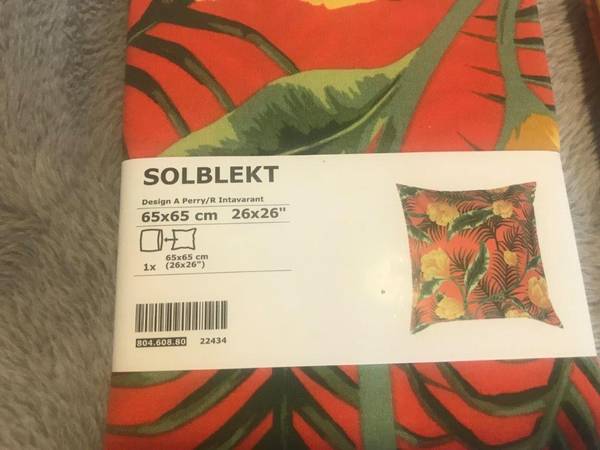 SOLBLEKT
Design A Perry/R Intavarant
65x65 cm 26x26"
65x65 cm
1x (26x26")
804.608.80 22434